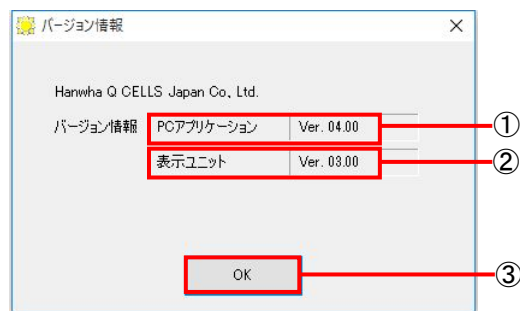 バージョン情報
Hanwha Q CELLS Japan Co., Ltd.
バージョン情報 PCアプリケーション Ver. 04.00 ①
表示ユニット Ver. 03.00 ②
OK ③